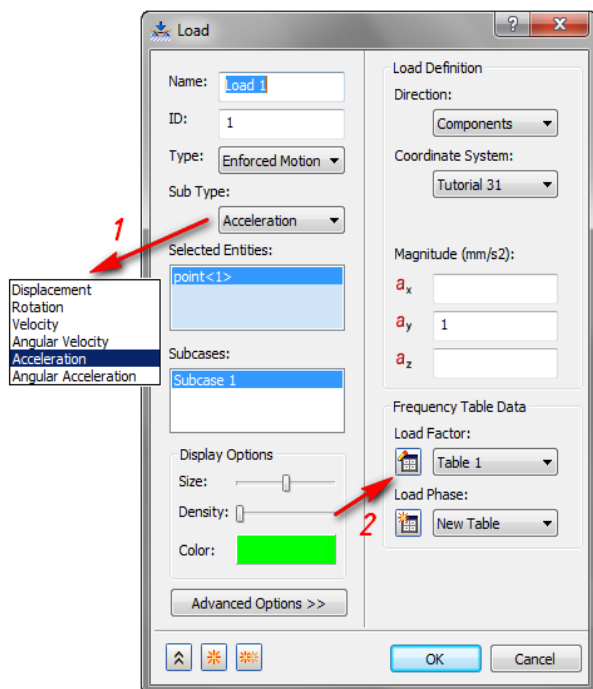 Load
Name: Load 1
ID: 1
Type: Enforced Motion
Sub Type:
Acceleration
1
Selected Entities:
point<1>
Displacement
Rotation
Velocity
Angular Velocity
Acceleration
Angular Acceleration
Subcases:
Subcase 1
Display Options
Size:
Density:
Color:
Advanced Options >>
Load Definition
Direction:
Components
Coordinate System:
Tutorial 31
Magnitude (mm/s2):
ax
ay 1
az
Frequency Table Data
Load Factor:
Table 1
2
Load Phase:
New Table
OK Cancel